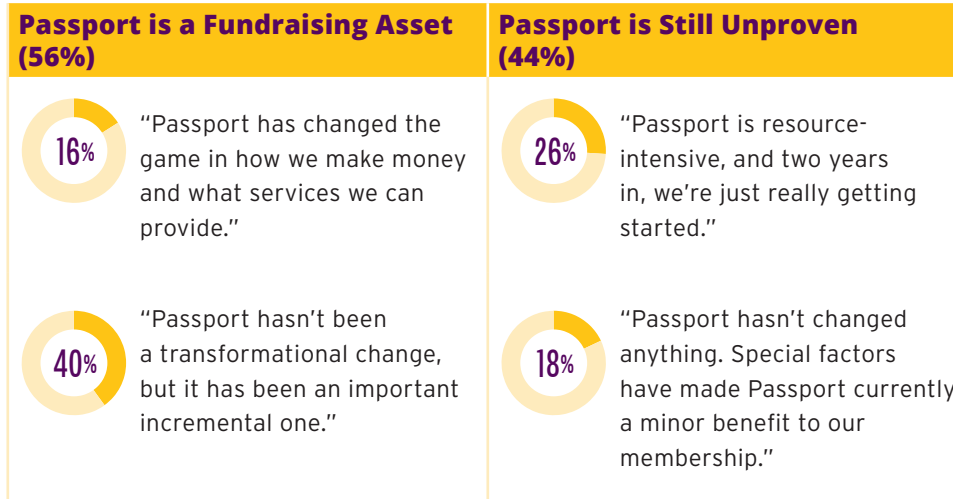 Passport is a Fundraising Asset
(56%)
16%
“Passport has changed the
game in how we make money
and what services we can
provide.”
40%
“Passport hasn’t been
a transformational change,
but it has been an important
incremental one.”
Passport is Still Unproven
(44%)
26%
“Passport is resource-
intensive, and two years
in, we’re just really getting
started.”
18%
“Passport hasn’t changed
anything. Special factors
have made Passport currently
a minor benefit to our
membership.”